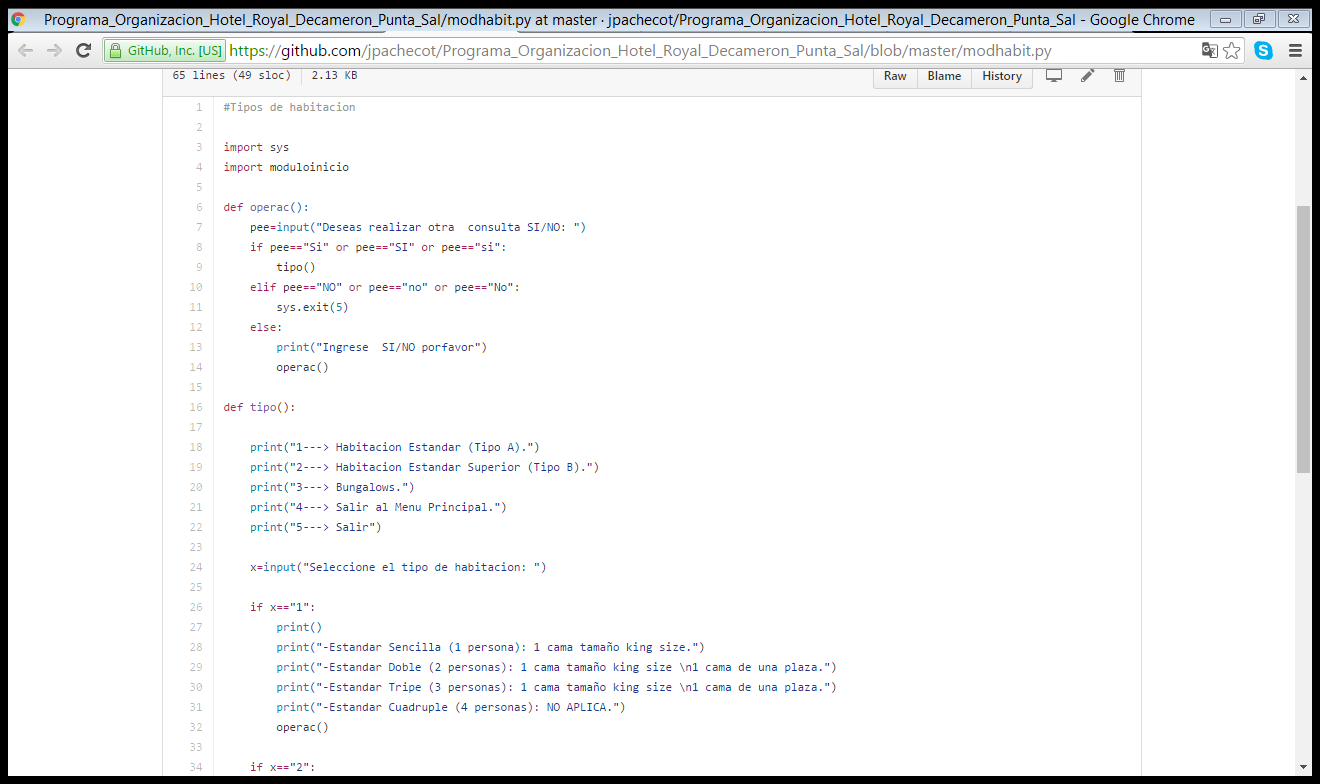 Programa_Organizacion_Hotel_Royal_Decameron_Punta_Sal/modhabit.py at master · jpachecot/Programa_Organizacion_Hotel_Royal_Decameron_Punta_Sal - Google Chrome
GitHub, Inc. [US] https://github.com/jpachecot/Programa_Organizacion_Hotel_Royal_Decameron_Punta_Sal/blob/master/modhabit.py
65 lines (49 sloc) 2.13 KB Raw Blame History
1 #Tipos de habitacion
2
3 import sys
4 import moduloinicio
5
6 def operac():
7     pee=input("Deseas realizar otra  consulta SI/NO: ")
8     if pee=="Si" or pee=="SI" or pee=="si":
9         tipo()
10     elif pee=="NO" or pee=="no" or pee=="No":
11         sys.exit(5)
12     else:
13         print("Ingrese  SI/NO porfavor")
14         operac()
15
16 def tipo():
17
18     print("1---> Habitacion Estandar (Tipo A).")
19     print("2---> Habitacion Estandar Superior (Tipo B).")
20     print("3---> Bungalows.")
21     print("4---> Salir al Menu Principal.")
22     print("5---> Salir")
23
24     x=input("Seleccione el tipo de habitacion: ")
25
26     if x=="1":
27         print()
28         print("-Estandar Sencilla (1 persona): 1 cama tamaño king size.")
29         print("-Estandar Doble (2 personas): 1 cama tamaño king size \n1 cama de una plaza.")
30         print("-Estandar Tripe (3 personas): 1 cama tamaño king size \n1 cama de una plaza.")
31         print("-Estandar Cuadruple (4 personas): NO APLICA.")
32         operac()
33
34     if x=="2":